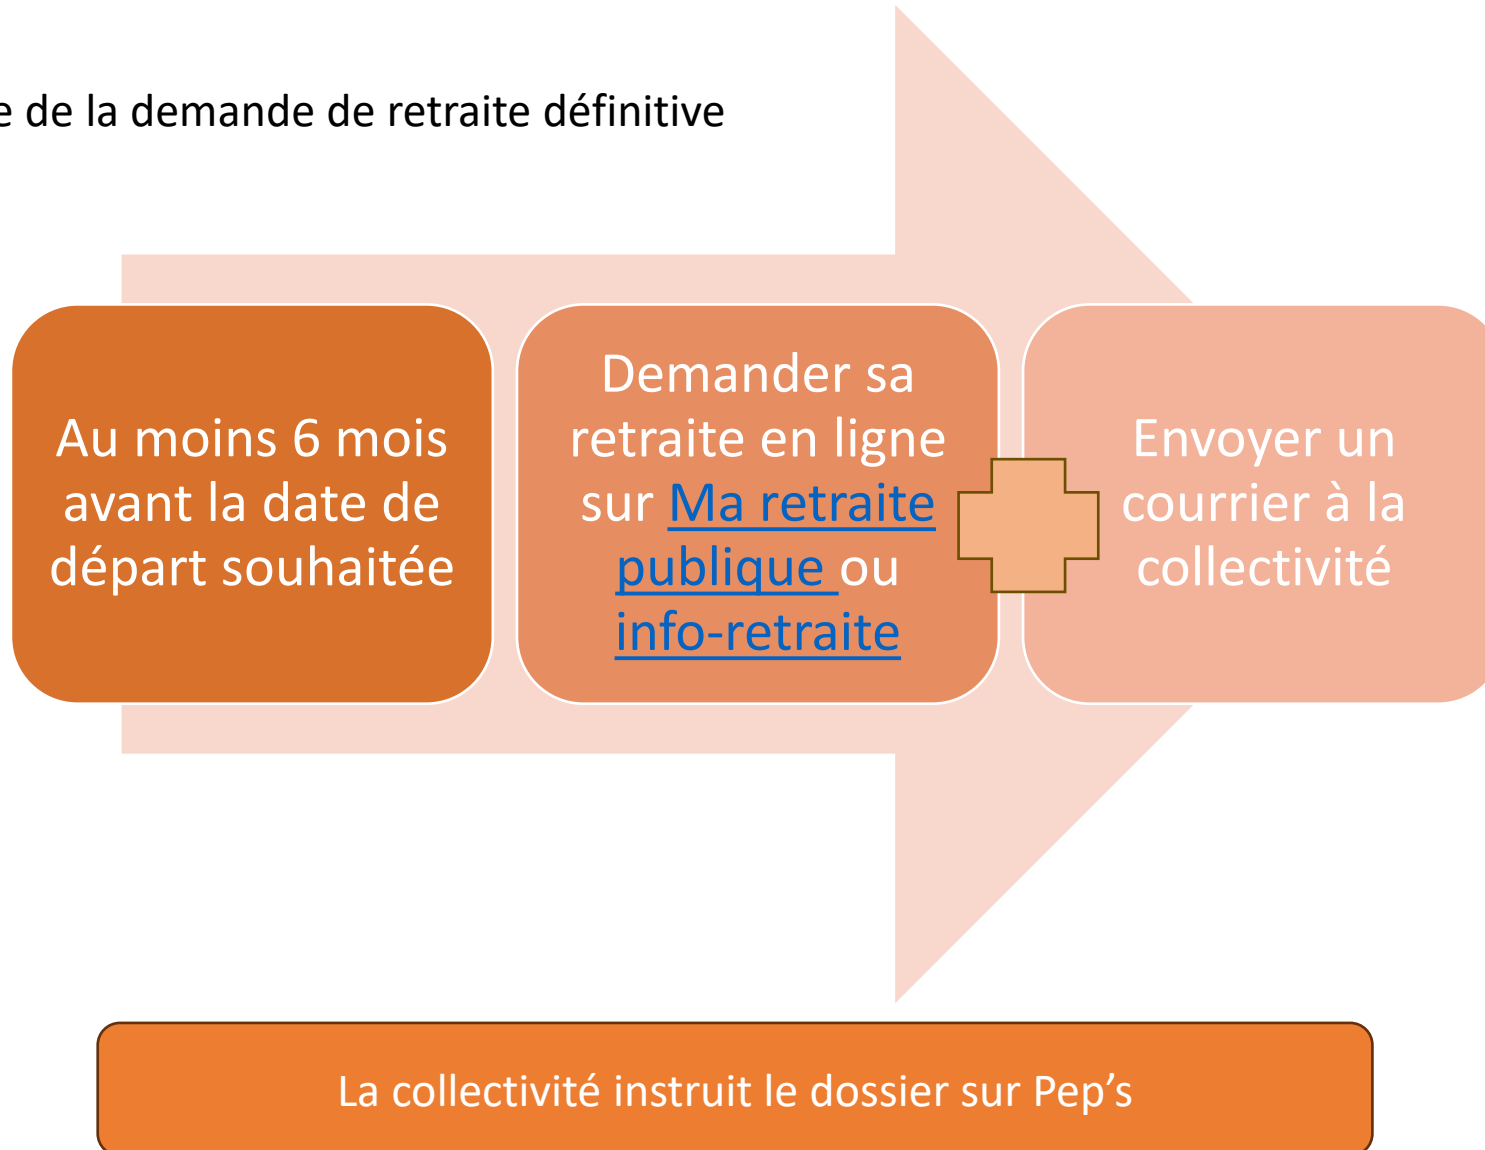 e de la demande de retraite définitive
Au moins 6 mois
avant la date de
départ souhaitée
Demander sa
retraite en ligne
sur Ma retraite
publique ou
info-retraite
Envoyer un
courrier à la
collectivité
La collectivité instruit le dossier sur Pep’s